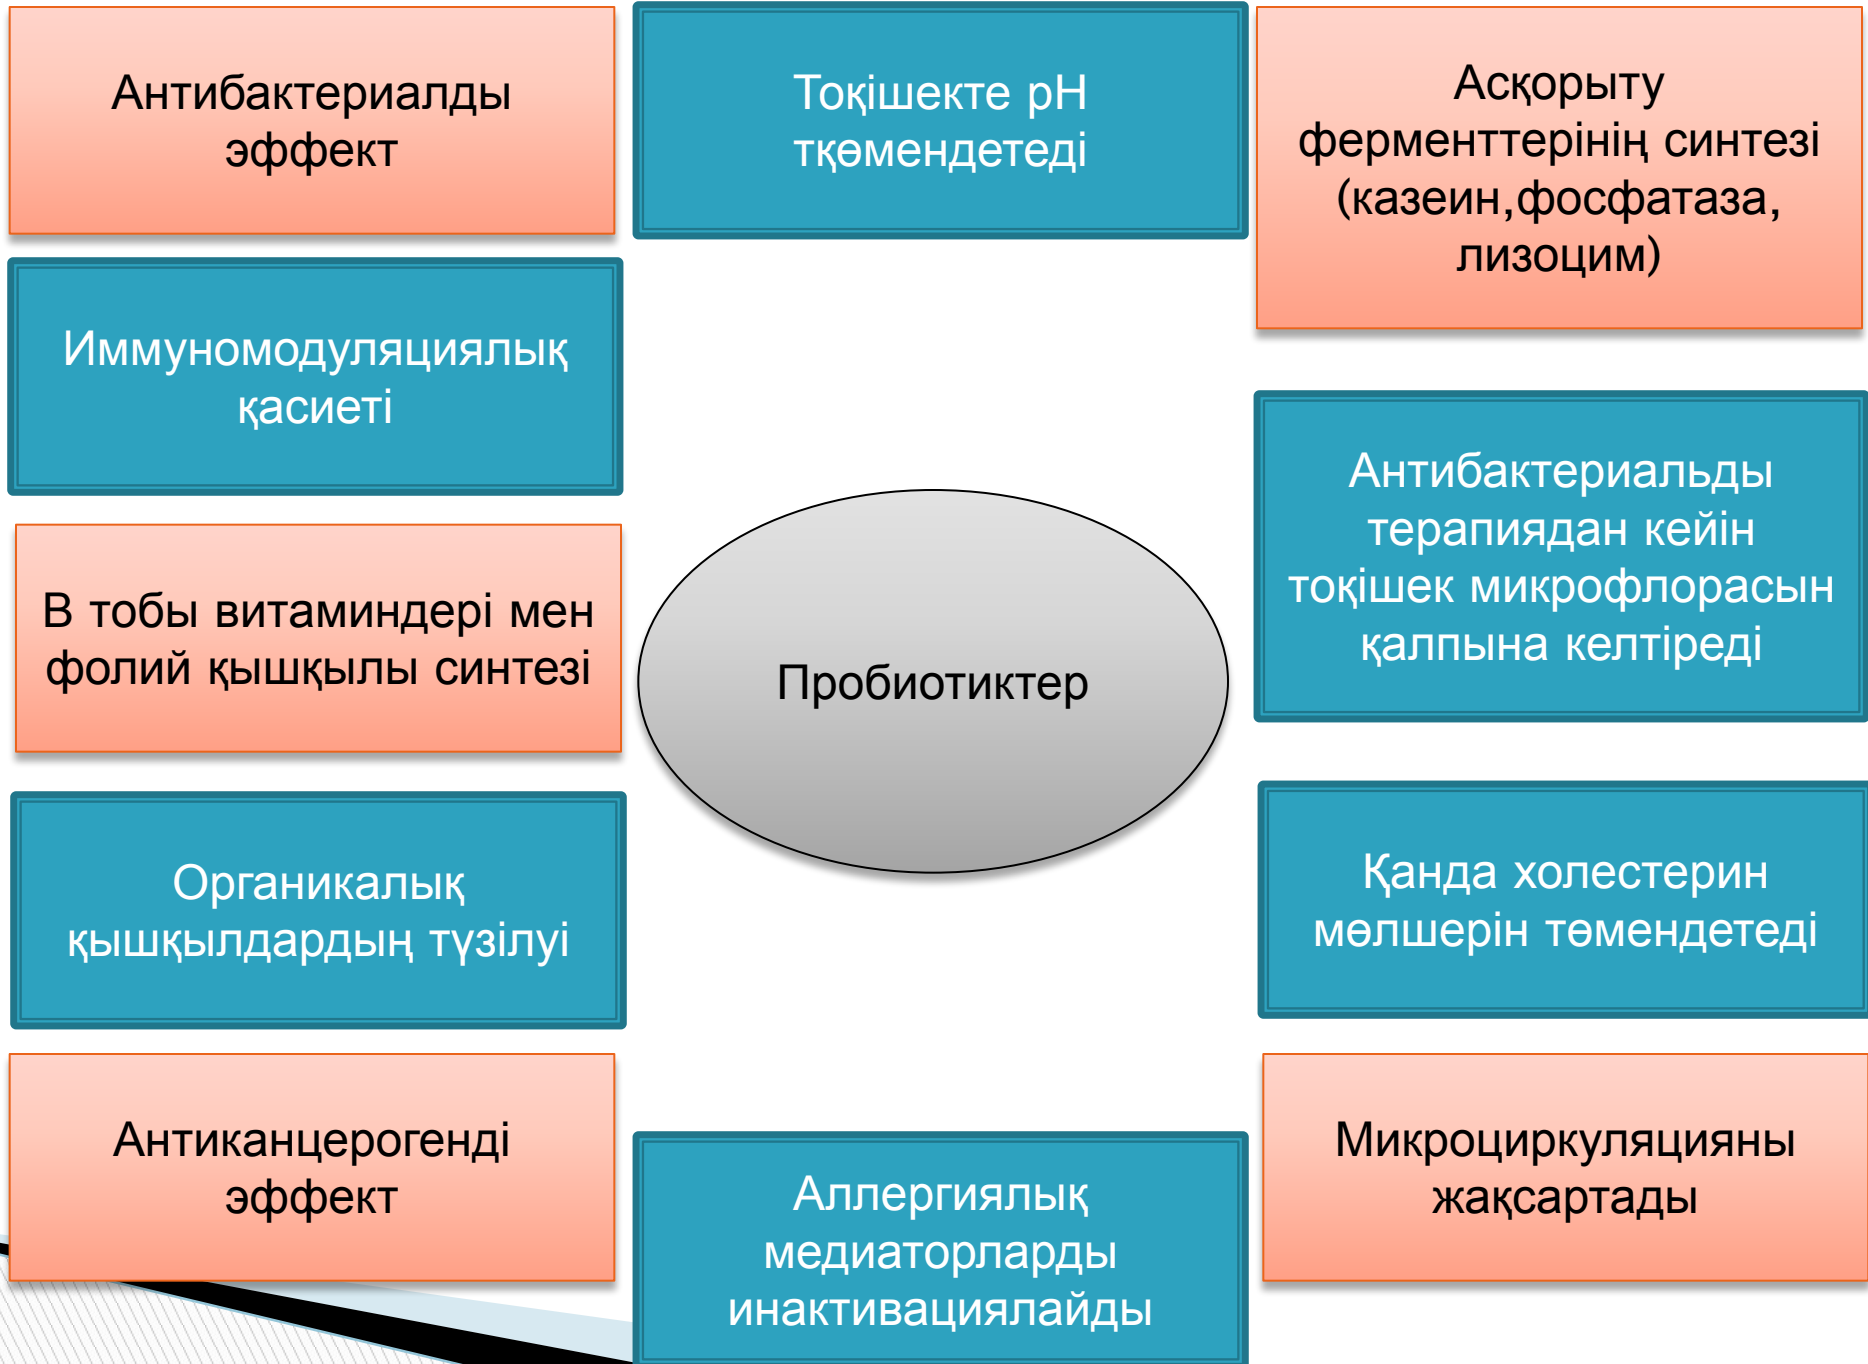 Антибактериалды
эффект
Тоқішекте рН
тқөмендетеді
Асқорыту
ферменттерінің синтезі
(казеин,фосфатаза,
лизоцим)
Иммуномодуляциялық
қасиеті
Антибактериальды
терапиядан кейін
тоқішек микрофлорасын
қалпына келтіреді
В тобы витаминдері мен
фолий қышқылы синтезі
Пробиотиктер
Органикалық
қышқылдардың түзілуі
Қанда холестерин
мөлшерін төмендетеді
Антиканцерогенді
эффект
Аллергиялық
медиаторларды
инактивациялайды
Микроциркуляцияны
жақсартады